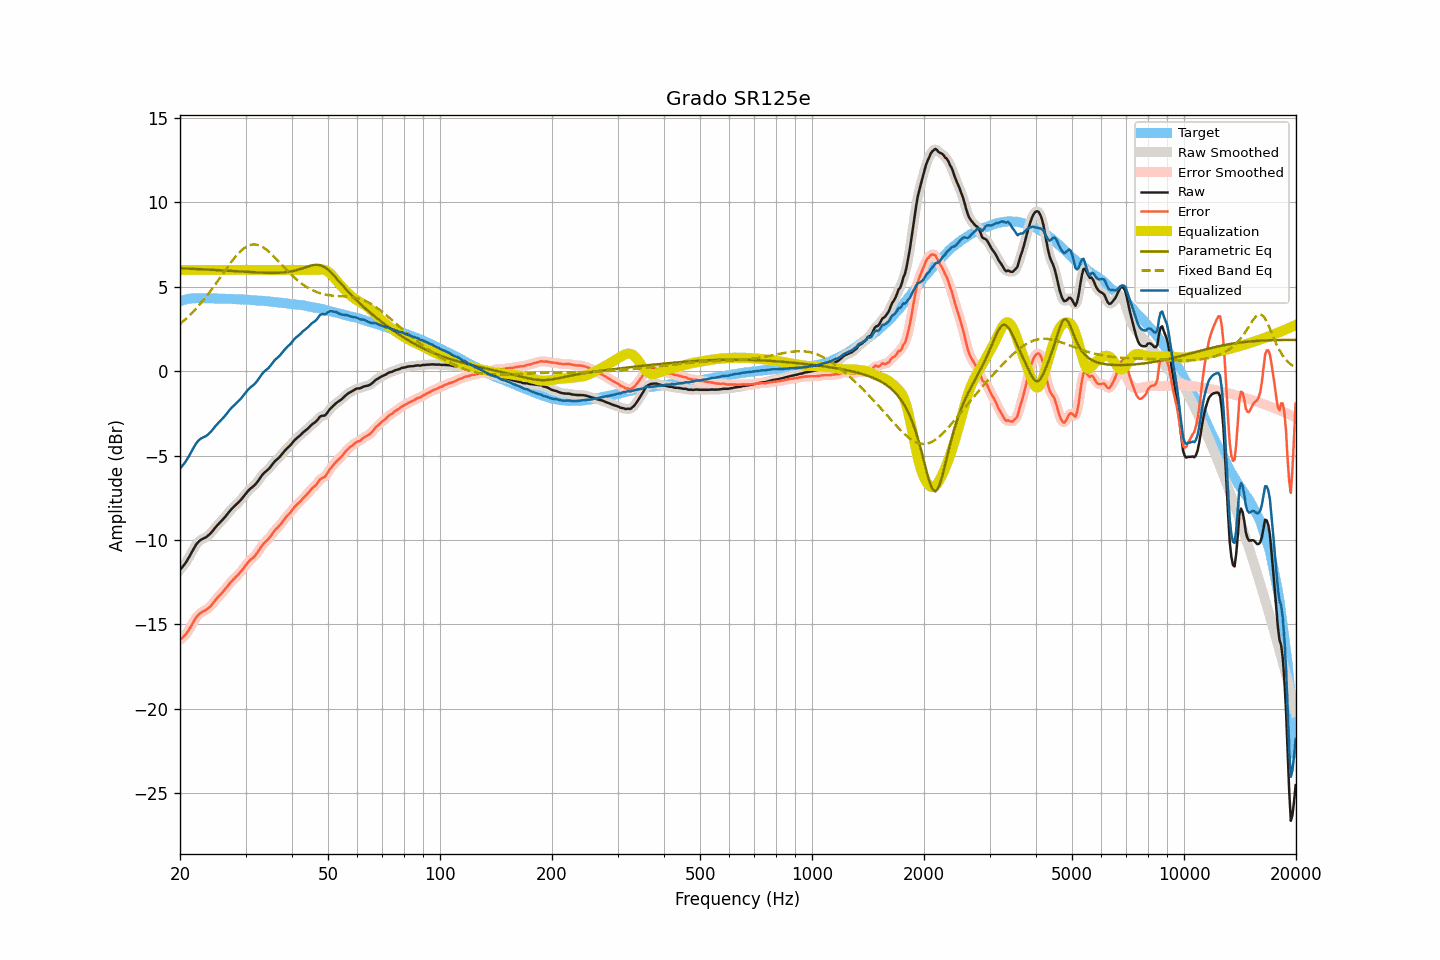 Grado SR125e
15
10
5
0
−5
−10
−15
−20
−25
Amplitude (dBr)
Target
Raw Smoothed
Error Smoothed
Raw
Error
Equalization
Parametric Eq
Fixed Band Eq
Equalized
20 50 100 200 500 1000 2000 5000 10000 20000
Frequency (Hz)